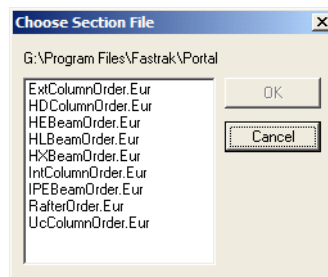 Choose Section File
G:\Program Files\Fastrak\Portal
ExtColumnOrder.Eur
HDColumnOrder.Eur
HEBeamOrder.Eur
HLBeamOrder.Eur
HXBeamOrder.Eur
IntColumnOrder.Eur
IPEBeamOrder.Eur
RafterOrder.Eur
UcColumnOrder.Eur
OK
Cancel